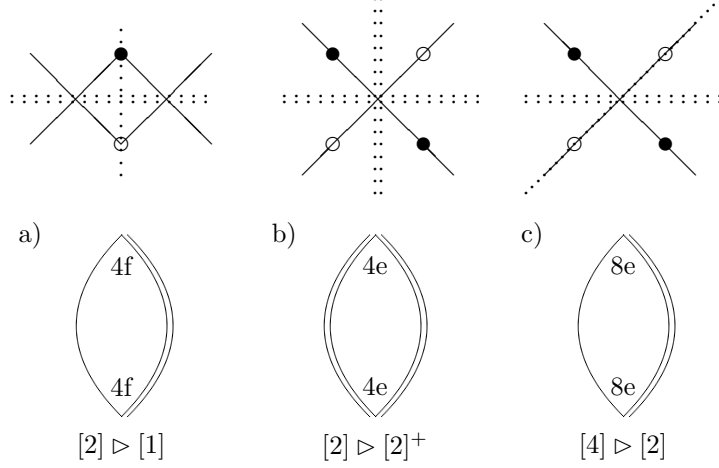 a) b) c)
4f 4e 8e
4f 4e 8e
[2] ▷ [1] [2] ▷ [2]⁺ [4] ▷ [2]